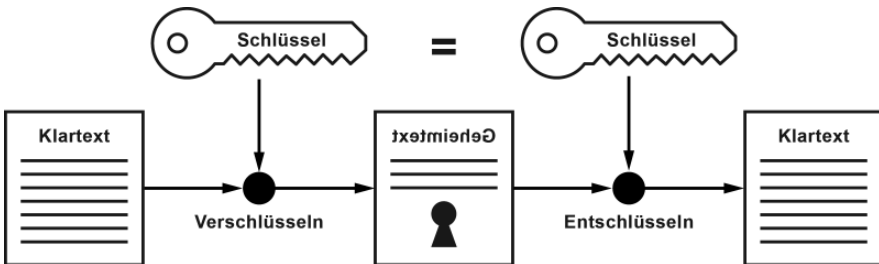 Schlüssel
=
Schlüssel
Klartext
Geheimtext
Klartext
Verschlüsseln
Entschlüsseln